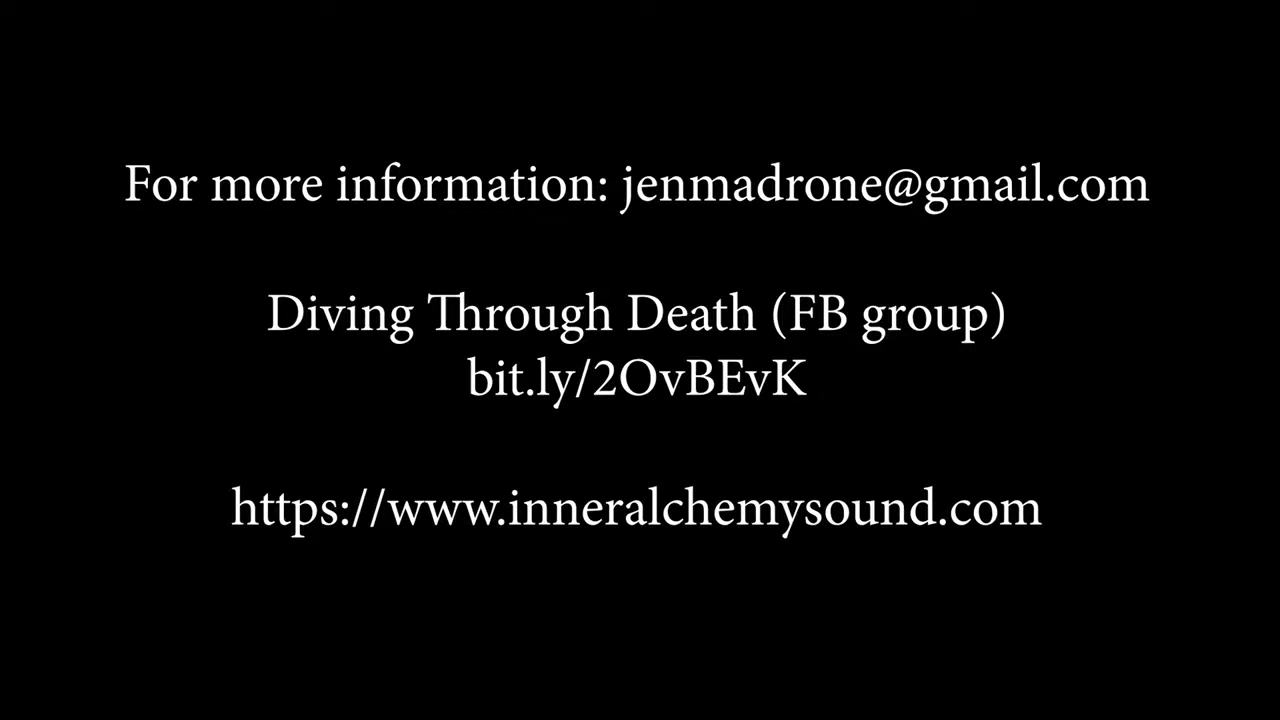 For more information: jenmadrone@gmail.com
Diving Through Death (FB group)
bit.ly/2OvBEvK
https://www.inneralchemysound.com